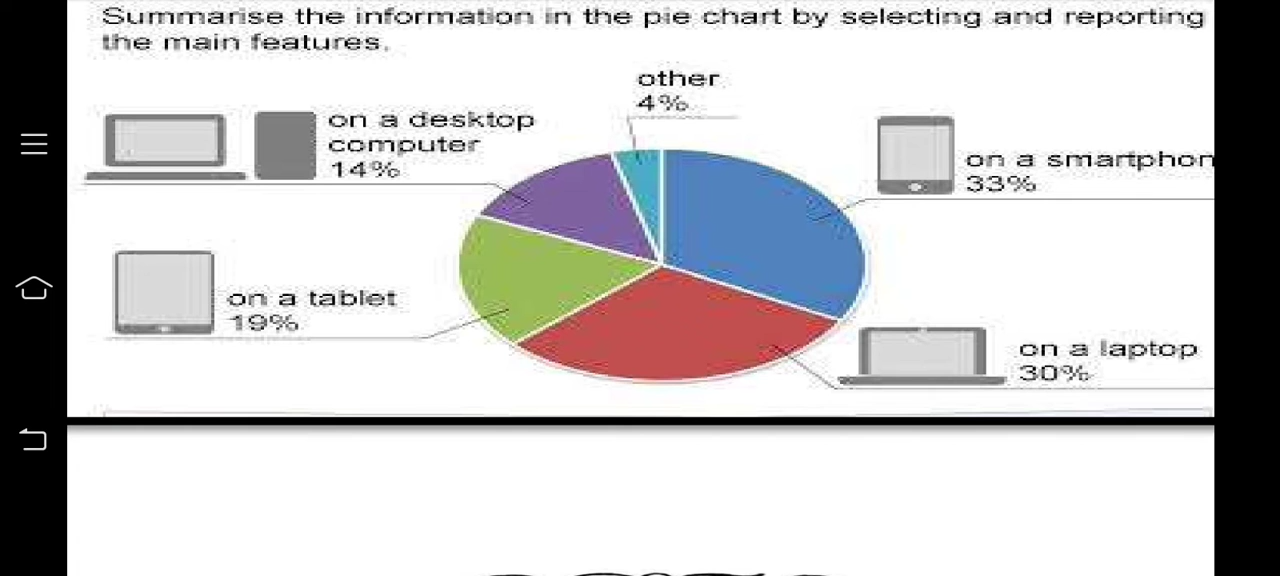 Summarise the information in the pie chart by selecting and reporting
the main features.
other
4%
on a desktop
computer
14%
on a smartphon
33%
on a tablet
19%
on a laptop
30%